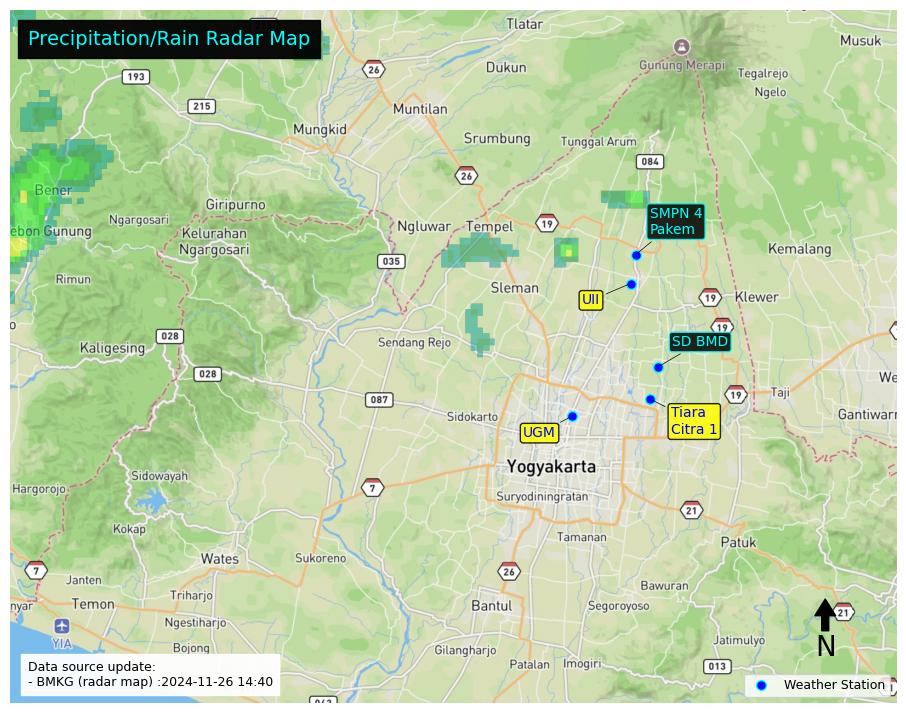 Precipitation/Rain Radar Map
Tlatar
Musuk
26
193
Dukun
Gunung Merapi
Tegalrejo
Ngelo
215
Muntilan
Mungkid
Srumbung
Tunggal Arum
084
26
Bener
Giripurno
SMPN 4
Pakem
Ngargosari
Ngluwar
Tempel
19
ebon Gunung
Kelurahan
Ngargosari
Kemalang
035
Rimun
Sleman
UII
19
Klewer
19
028
Sendang Rejo
SD BMD
Kaligesing
028
We
087
19
Taji
Sidokarto
Tiara
Citra 1
Gantiwarn
UGM
Yogyakarta
Sidowayah
Hargorojo
7
Suryodiningratan
21
Kokap
Tamanan
Patuk
Wates
Sukoreno
7
26
Janten
Bawuran
nyar
Temon
Triharjo
Bantul
Segoroyoso
21
Ngestiharjo
YIA
Jatimulyo
N
Bojong
Gilangharjo
Patalan
Imogiri
013
Data source update:
- BMKG (radar map) :2024-11-26 14:40
Weather Station